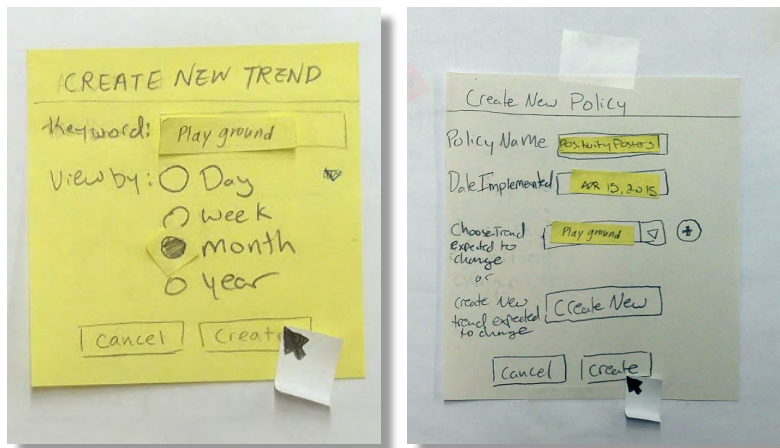 CREATE NEW TREND
Keyword: Play ground
View by: Day
week
month
year
Cancel Create
Create New Policy
Policy Name Positivity Posters
Date Implemented APR 15, 2015
Choose Trend
expected to
change
Play ground
or
Create New
trend expected
to change
Create New
Cancel Create